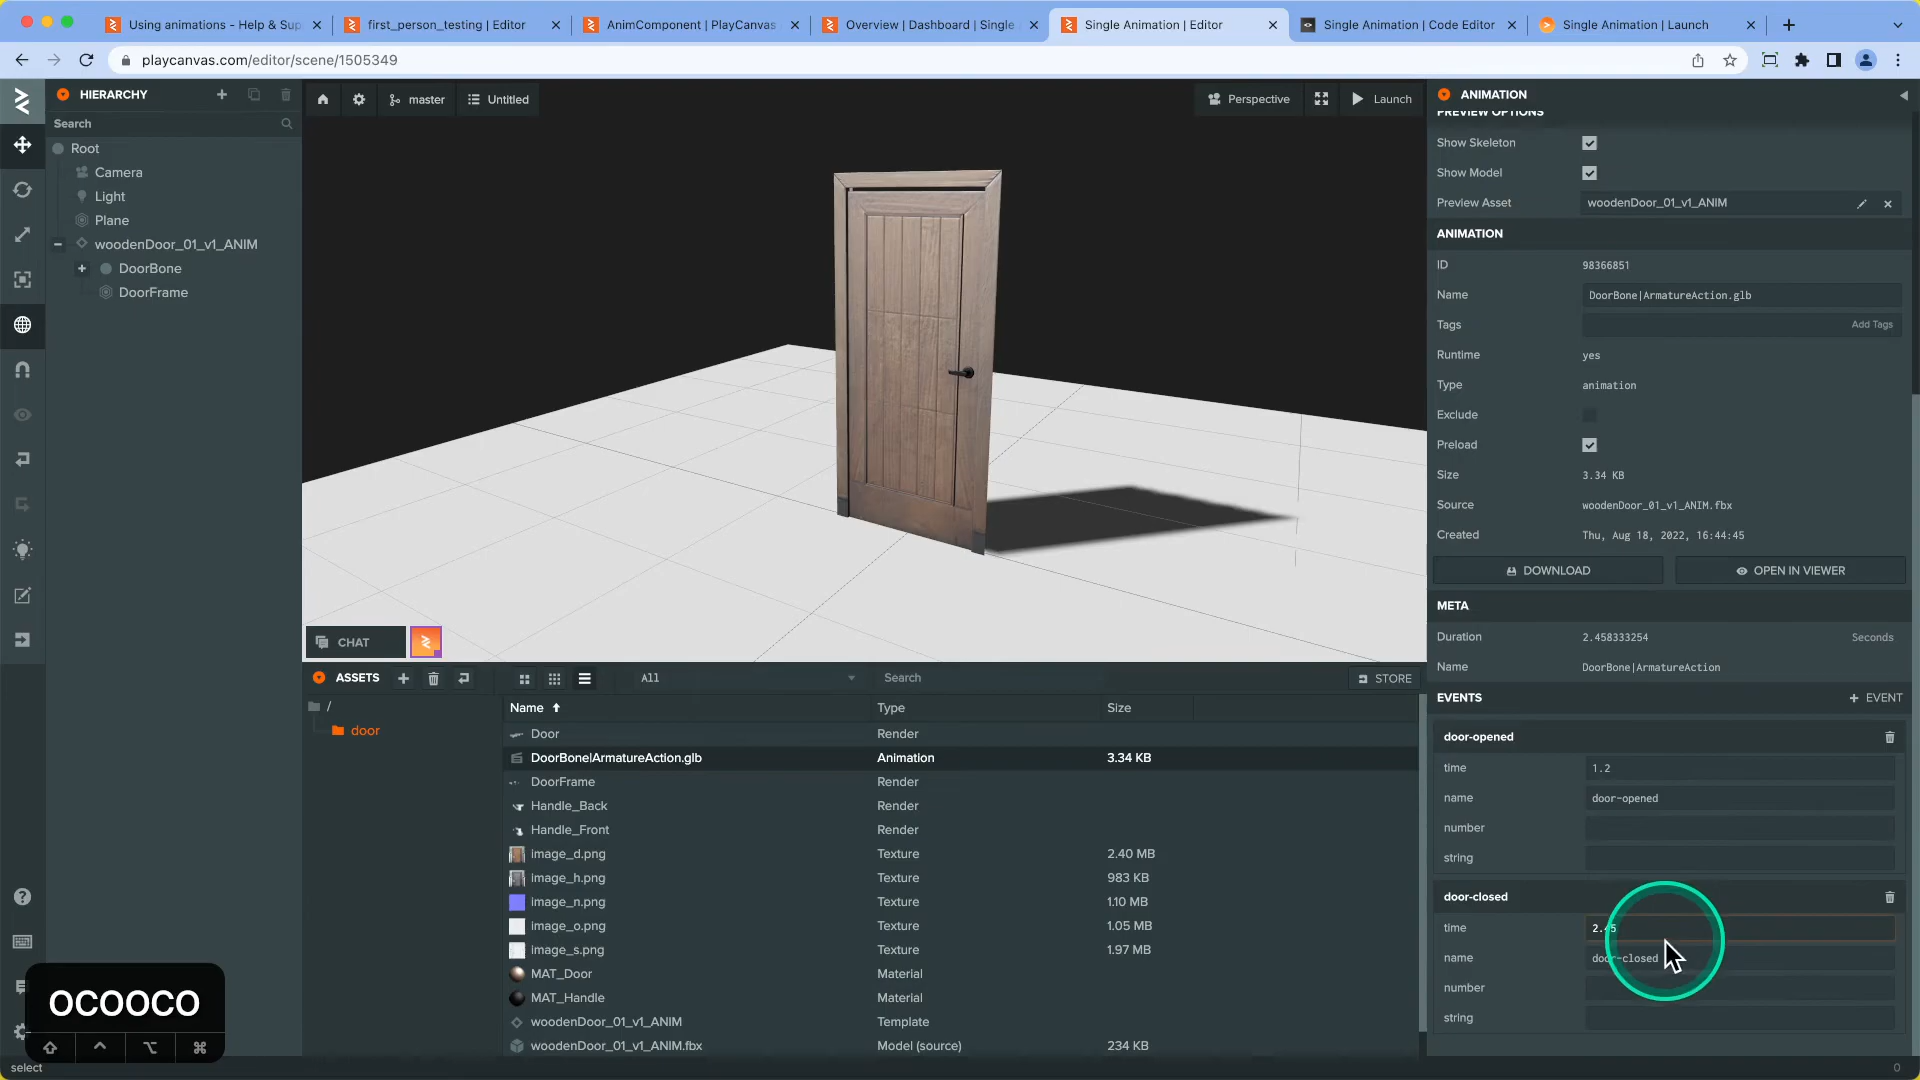 Using animations - Help & Sup
first_person_testing | Editor
AnimComponent | PlayCanvas
Overview | Dashboard | Single
Single Animation | Editor
Single Animation | Code Editor
Single Animation | Launch
playcanvas.com/editor/scene/1505349
HIERARCHY
Search
Root
Camera
Light
Plane
woodenDoor_01_v1_ANIM
DoorBone
DoorFrame
master
Untitled
Perspective
Launch
CHAT
ASSETS
All
Search
STORE
/
door
Name
Type
Size
Door
Render
DoorBone|ArmatureAction.glb
Animation
3.34 KB
DoorFrame
Render
Handle_Back
Render
Handle_Front
Render
image_d.png
Texture
2.40 MB
image_h.png
Texture
983 KB
image_n.png
Texture
1.10 MB
image_o.png
Texture
1.05 MB
image_s.png
Texture
1.97 MB
MAT_Door
Material
MAT_Handle
Material
woodenDoor_01_v1_ANIM
Template
woodenDoor_01_v1_ANIM.fbx
Model (source)
234 KB
ANIMATION
PREVIEW OPTIONS
Show Skeleton
Show Model
Preview Asset
woodenDoor_01_v1_ANIM
ANIMATION
ID
98366851
Name
DoorBone|ArmatureAction.glb
Tags
Add Tags
Runtime
yes
Type
animation
Exclude
Preload
Size
3.34 KB
Source
woodenDoor_01_v1_ANIM.fbx
Created
Thu, Aug 18, 2022, 16:44:45
DOWNLOAD
OPEN IN VIEWER
META
Duration
2.458333254
Seconds
Name
DoorBone|ArmatureAction
EVENTS
+ EVENT
door-opened
time
1.2
name
door-opened
number
string
door-closed
time
2.45
name
door-closed
number
string
OCOOCO
select
0